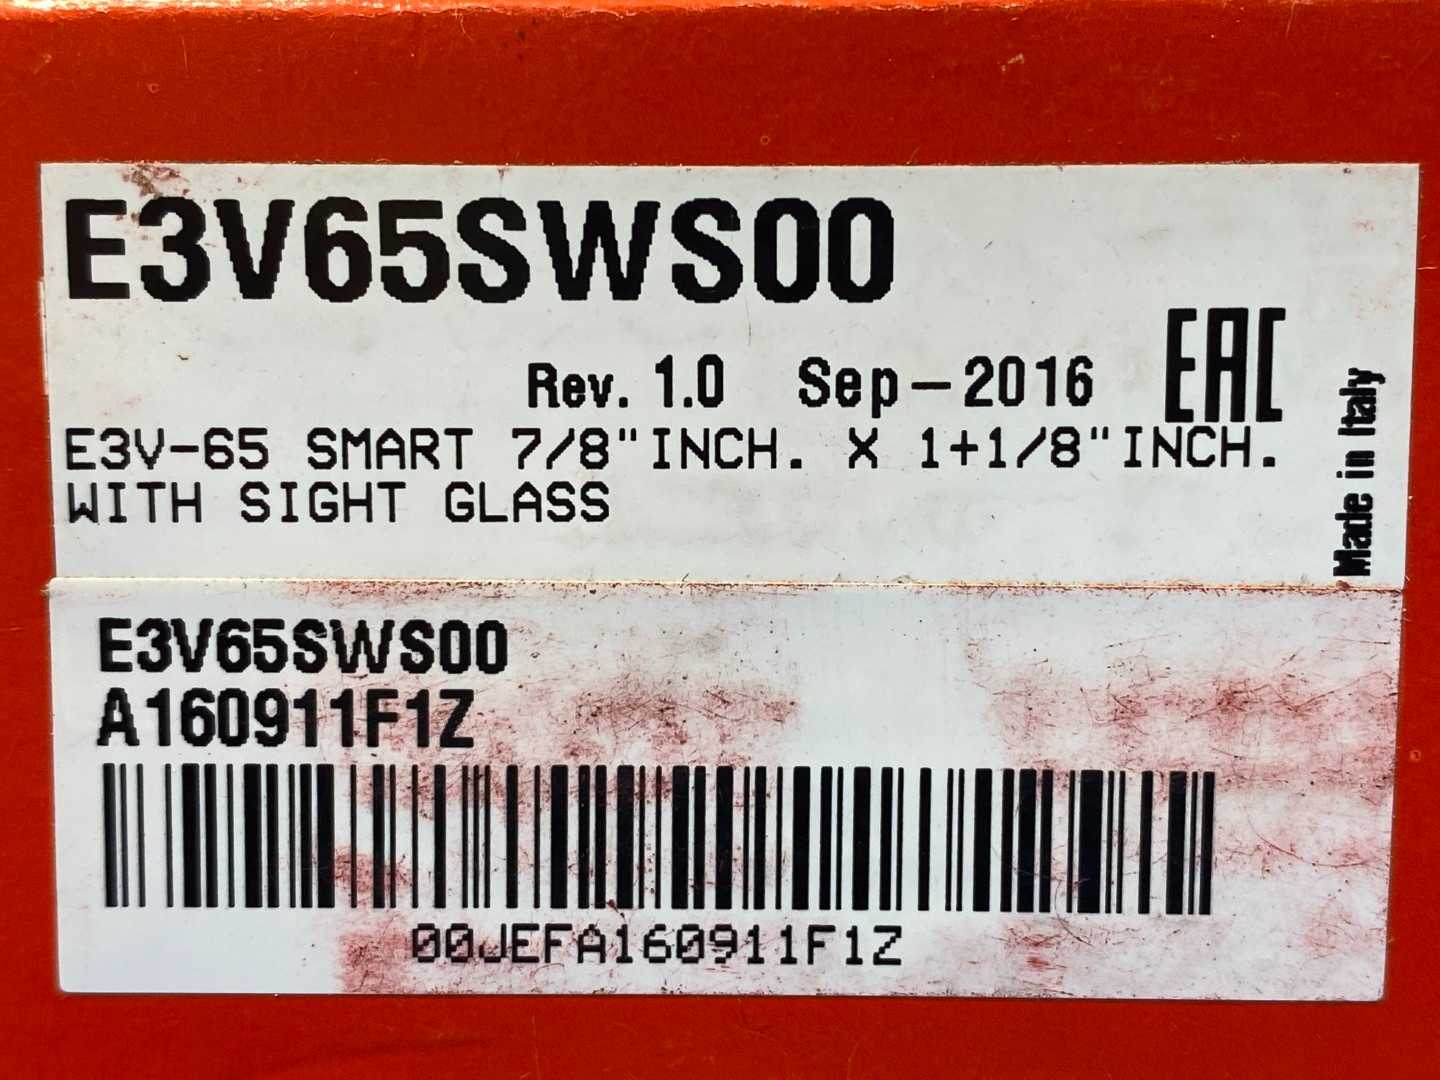 E3V65SWS00
Rev. 1.0 Sep-2016 EAC
E3V-65 SMART 7/8"INCH. X 1+1/8"INCH.
WITH SIGHT GLASS
Made in Italy
E3V65SWS00
A160911F1Z
00JEFA160911F1Z